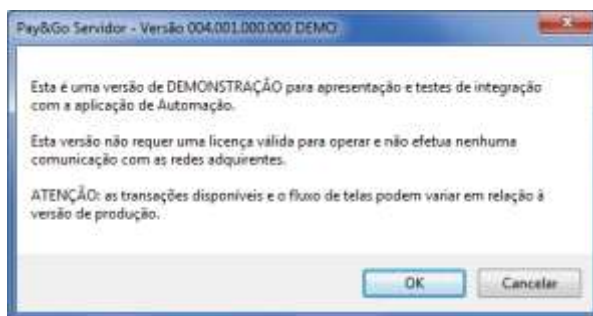 Pay&Go Servidor - Versão 004.001.000.000 DEMO
Esta é uma versão de DEMONSTRAÇÃO para apresentação e testes de integração
com a aplicação de Automação.
Esta versão não requer uma licença válida para operar e não efetua nenhuma
comunicação com as redes adquirentes.
ATENÇÃO: as transações disponíveis e o fluxo de telas podem variar em relação à
versão de produção.
OK
Cancelar